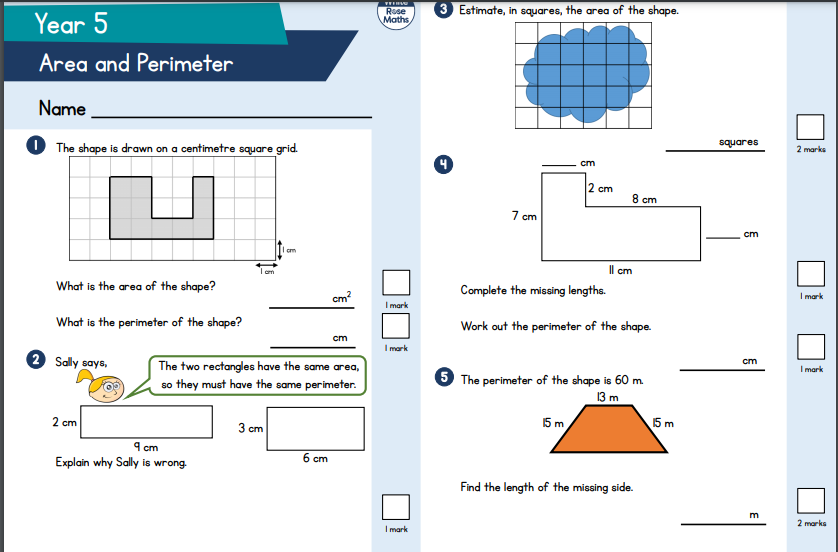 Year 5
Area and Perimeter
Name
White
Rose
Maths
1
The shape is drawn on a centimetre square grid.
1 cm
1 cm
What is the area of the shape?
cm²
1 mark
What is the perimeter of the shape?
cm
1 mark
2
Sally says,
The two rectangles have the same area,
so they must have the same perimeter.
2 cm
9 cm
3 cm
6 cm
Explain why Sally is wrong.
1 mark
3
Estimate, in squares, the area of the shape.
squares
2 marks
4
cm
2 cm
8 cm
7 cm
cm
11 cm
Complete the missing lengths.
1 mark
Work out the perimeter of the shape.
cm
1 mark
5
The perimeter of the shape is 60 m.
13 m
15 m
15 m
Find the length of the missing side.
m
2 marks